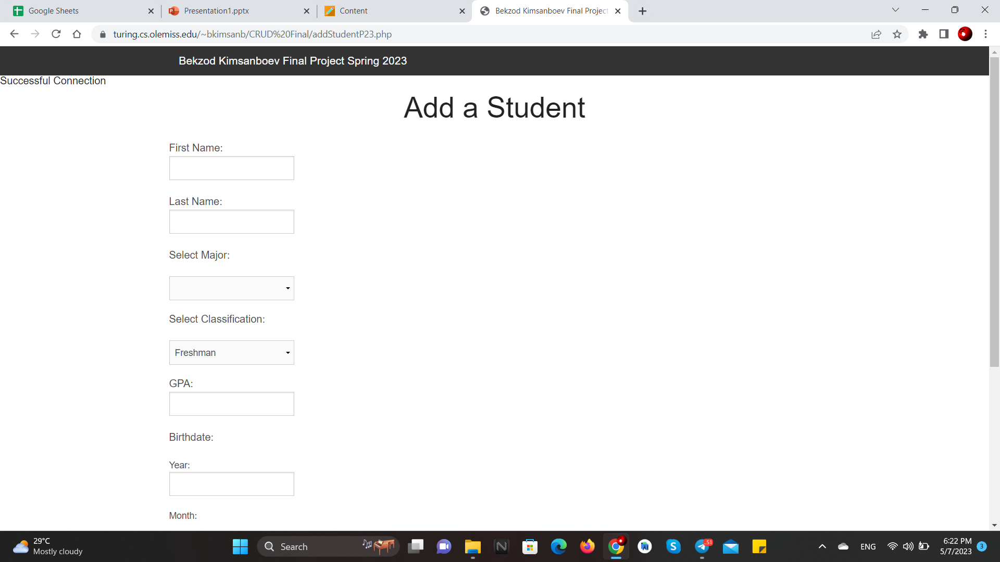 Google Sheets
Presentation1.pptx
Content
Bekzod Kimsanboev Final Project
turing.cs.olemiss.edu/~bkimsanb/CRUD%20Final/addStudentP23.php
Bekzod Kimsanboev Final Project Spring 2023
Successful Connection
Add a Student
First Name:
Last Name:
Select Major:
Select Classification:
Freshman
GPA:
Birthdate:
Year:
Month:
29°C
Mostly cloudy
Search
51
ENG
6:22 PM
5/7/2023
3